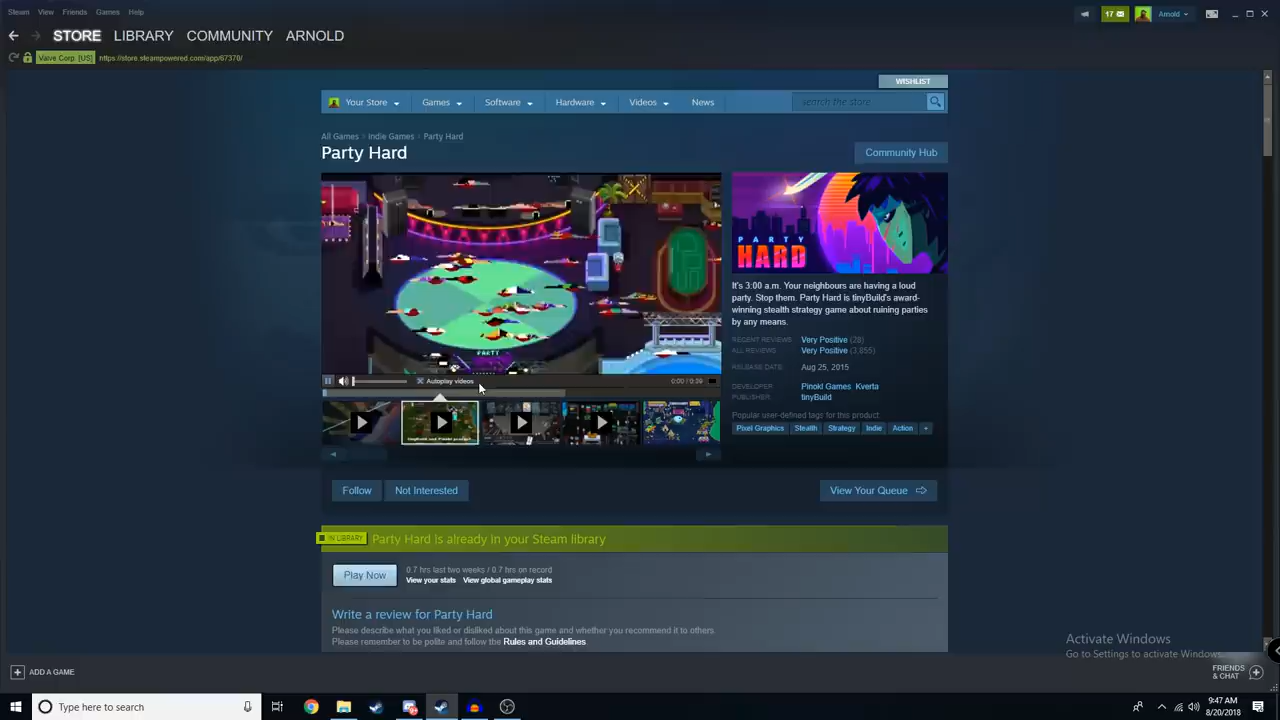 Steam View Friends Games Help
17 Arnold
STORE LIBRARY COMMUNITY ARNOLD
Valve Corp [US] https://store.steampowered.com/app/67370/
WISHLIST
Your Store Games Software Hardware Videos News search the store
All Games > Indie Games > Party Hard
Party Hard
Community Hub
PARTY
HARD
It's 3:00 a.m. Your neighbours are having a loud
party. Stop them. Party Hard is tinyBuild's award-
winning stealth strategy game about ruining parties
by any means.
RECENT REVIEWS: Very Positive (28)
ALL REVIEWS: Very Positive (3,855)
RELEASE DATE: Aug 25, 2015
DEVELOPER: Pinokl Games Kverta
PUBLISHER: tinyBuild
Popular user-defined tags for this product
Pixel Graphics Stealth Strategy Indie Action +
PARTY
Autoplay videos
Follow Not Interested View Your Queue
IN LIBRARY Party Hard is already in your Steam library
Play Now
0.7 hrs last two weeks / 0.7 hrs on record
View your stats View global gameplay stats
Write a review for Party Hard
Please describe what you liked or disliked about this game and whether you recommend it to others.
Please remember to be polite and follow the Rules and Guidelines.
Activate Windows
Go to Settings to activate Windows.
ADD A GAME
FRIENDS
& CHAT
Type here to search
9:47 AM
8/20/2018